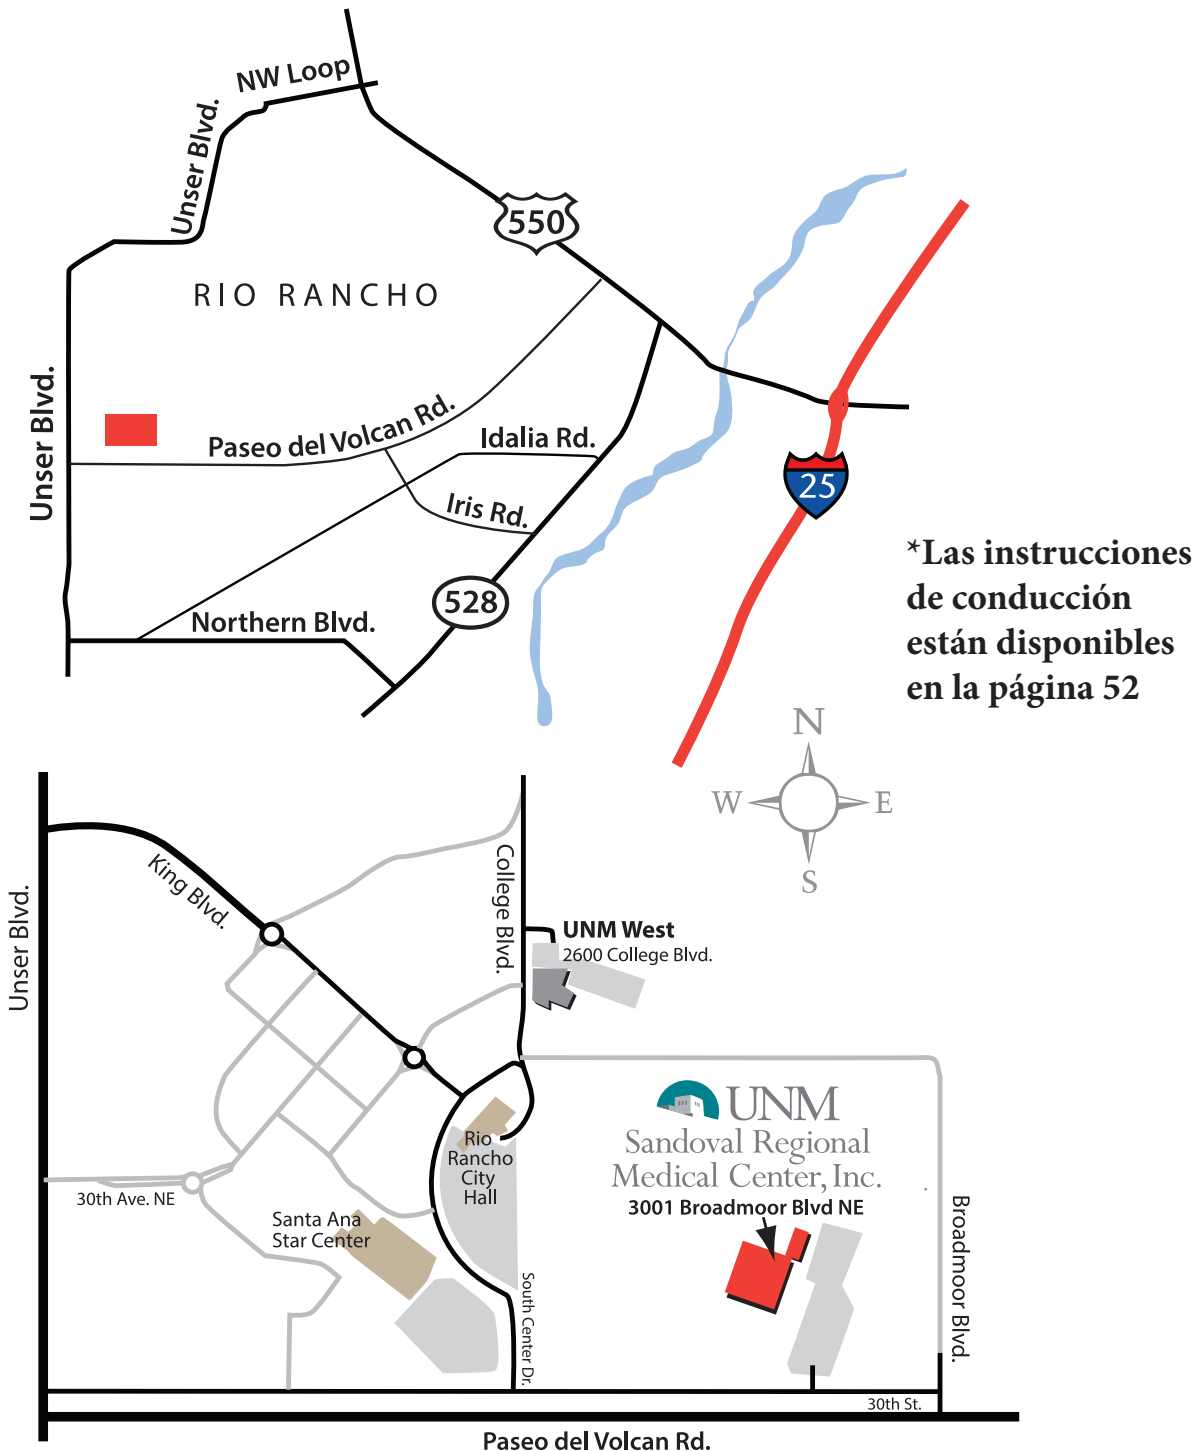 NW Loop
Unser Blvd.
550
RIO RANCHO
Unser Blvd.
Paseo del Volcan Rd.
Idalia Rd.
Iris Rd.
25
528
Northern Blvd.
*Las instrucciones
de conducción
están disponibles
en la página 52
N
W
E
S
Unser Blvd.
King Blvd.
College Blvd.
UNM West
2600 College Blvd.
UNM
Sandoval Regional
Medical Center, Inc.
3001 Broadmoor Blvd NE
Rio
Rancho
City
Hall
30th Ave. NE
Santa Ana
Star Center
South Center Dr.
Broadmoor Blvd.
30th St.
Paseo del Volcan Rd.